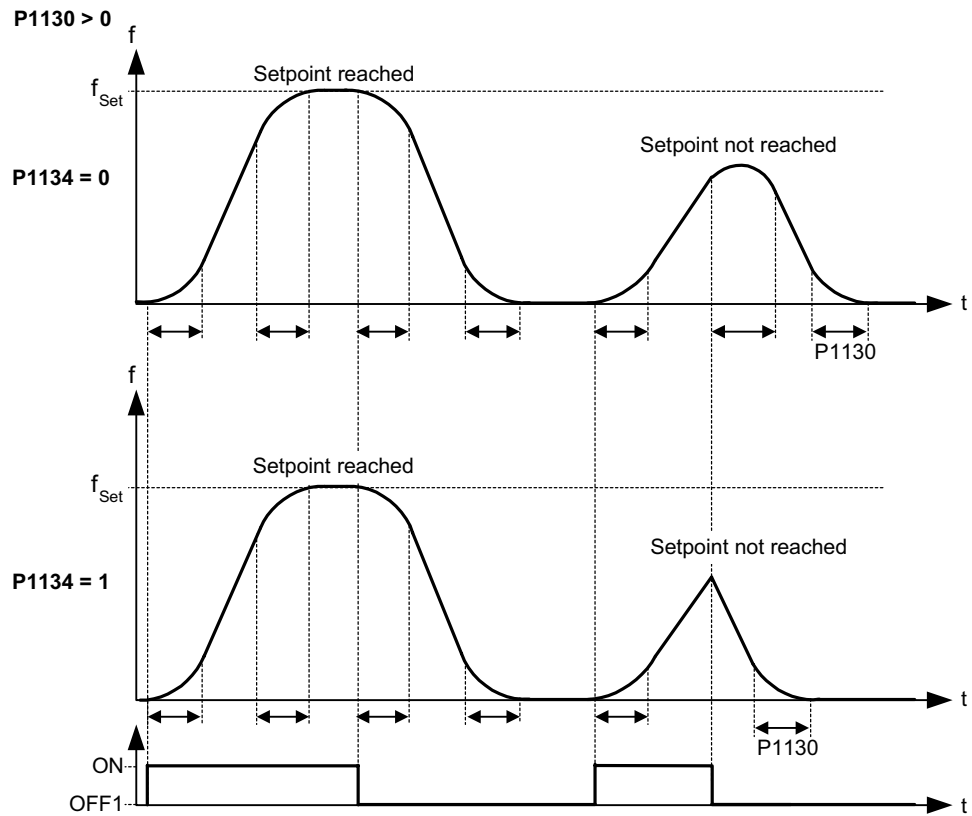 P1130 > 0
f
Setpoint reached
f Set
Setpoint not reached
P1134 = 0
t
P1130
f
Setpoint reached
f Set
Setpoint not reached
P1134 = 1
t
P1130
ON
OFF1
t